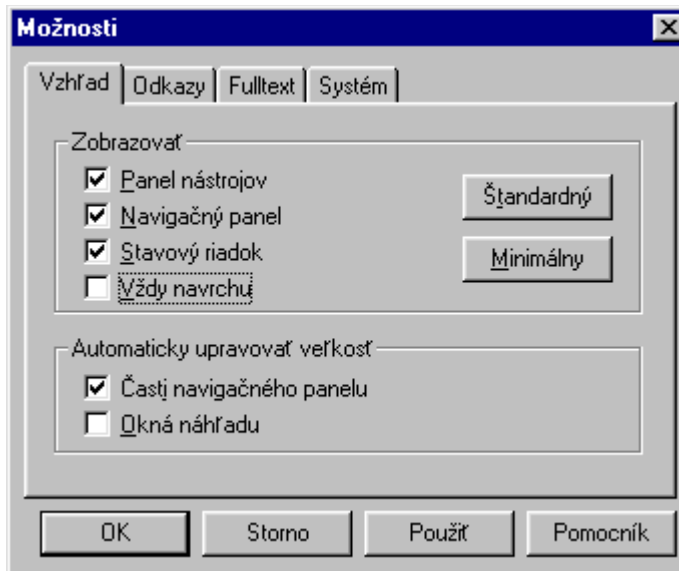 Možnosti
Vzhľad Odkazy Fulltext Systém
Zobrazovať
Panel nástrojov
Štandardný
Navigačný panel
Stavový riadok
Minimálny
Vždy navrchu
Automaticky upravovať veľkosť
Časti navigačného panelu
Okná náhľadu
OK Storno Použiť Pomocník